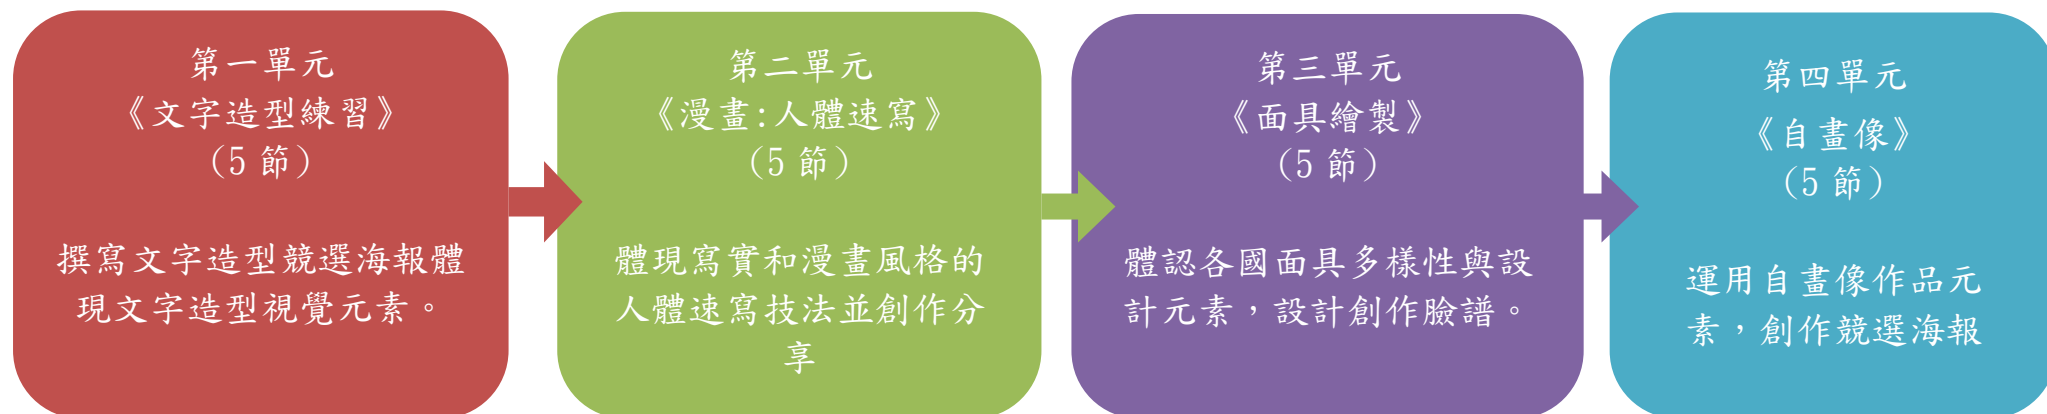 第一單元
《文字造型練習》
(5 節)
撰寫文字造型競選海報體
現文字造型視覺元素。
第二單元
《漫畫:人體速寫》
(5 節)
體現寫實和漫畫風格的
人體速寫技法並創作分
享
第三單元
《面具繪製》
(5 節)
體認各國面具多樣性與設
計元素，設計創作臉譜。
第四單元
《自畫像》
(5 節)
運用自畫像作品元
素，創作競選海報